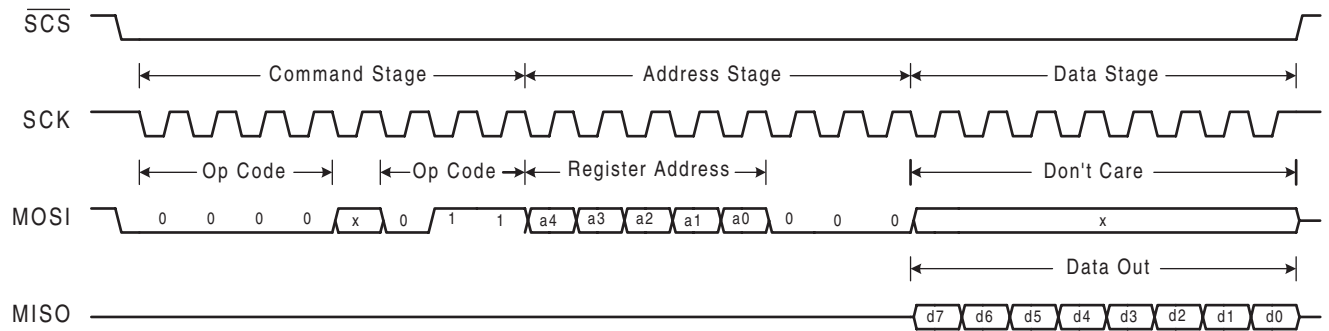 SCS
Command Stage Address Stage Data Stage
SCK
Op Code Op Code Register Address Don't Care
MOSI 0 0 0 0 x 0 1 1 a4 a3 a2 a1 a0 0 0 0 x
Data Out
MISO d7 d6 d5 d4 d3 d2 d1 d0